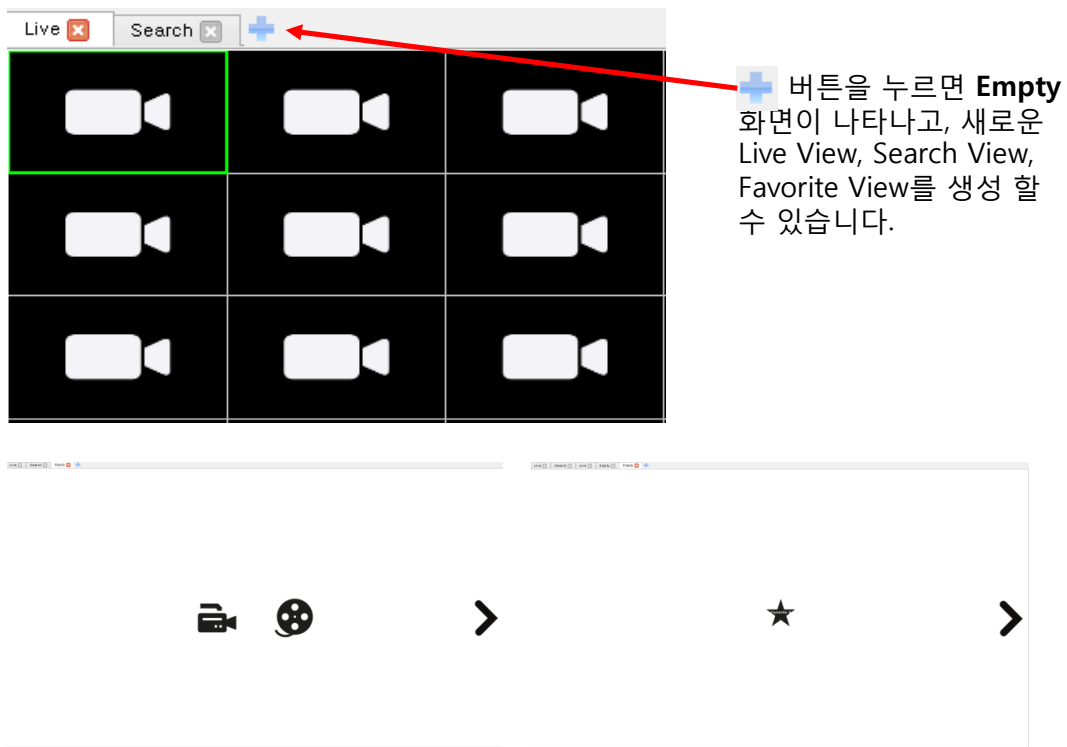 Live Search
버튼을 누르면 Empty
화면이 나타나고, 새로운
Live View, Search View,
Favorite View를 생성 할
수 있습니다.
Live Search Empty
Live Search Live Empty Empty